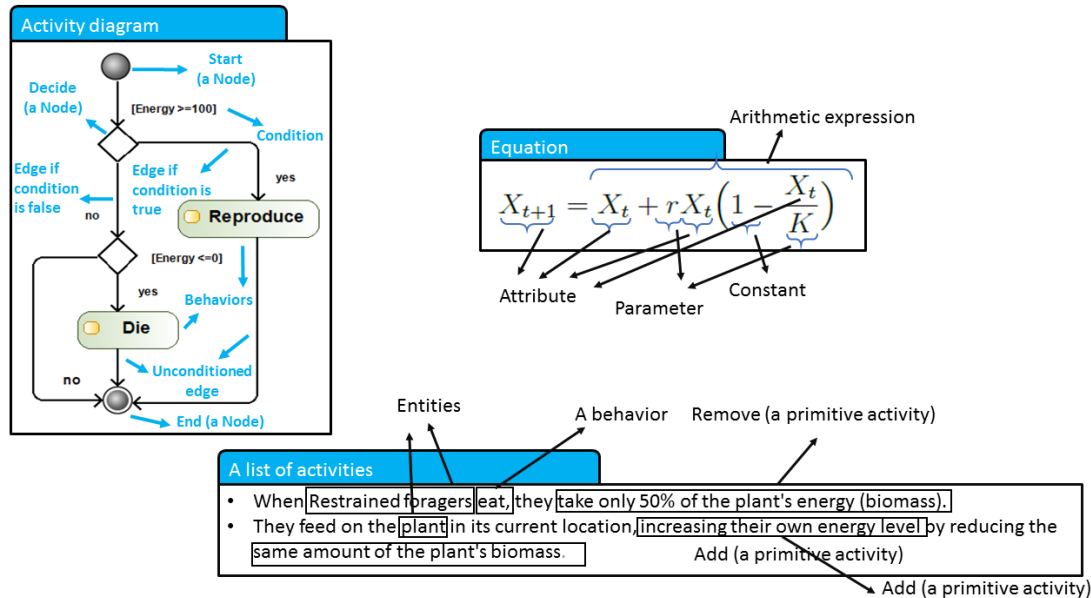 Activity diagram
Start
(a Node)
Decide
(a Node)
[Energy >=100]
Condition
Edge if
condition
is false
Edge if
condition is
true
yes
no
Reproduce
[Energy <=0]
yes
Behaviors
Die
no
Unconditioned
edge
End (a Node)
Arithmetic expression
Equation
X_{t+1} = X_t + rX_t(1 - X_t/K)
Attribute
Parameter
Constant
Entities
A behavior
Remove (a primitive activity)
A list of activities
• When Restrained foragers eat, they take only 50% of the plant's energy (biomass).
• They feed on the plant in its current location, increasing their own energy level by reducing the
same amount of the plant's biomass.
Add (a primitive activity)
Add (a primitive activity)